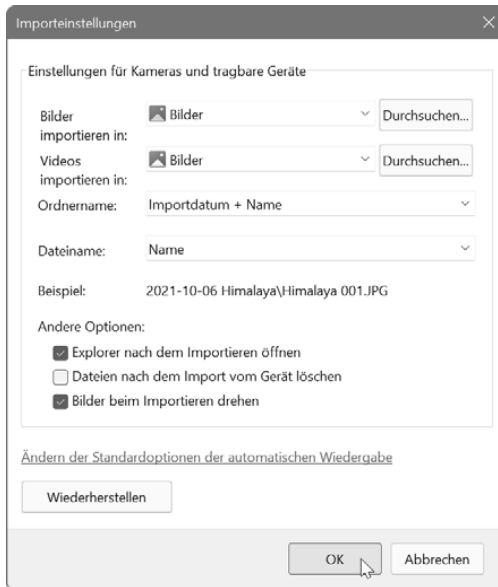 Importeinstellungen
Einstellungen für Kameras und tragbare Geräte
Bilder importieren in:
Bilder
Durchsuchen...
Videos importieren in:
Bilder
Durchsuchen...
Ordnername:
Importdatum + Name
Dateiname:
Name
Beispiel:
2021-10-06 Himalaya\Himalaya 001.JPG
Andere Optionen:
Explorer nach dem Importieren öffnen
Dateien nach dem Import vom Gerät löschen
Bilder beim Importieren drehen
Ändern der Standardoptionen der automatischen Wiedergabe
Wiederherstellen
OK
Abbrechen